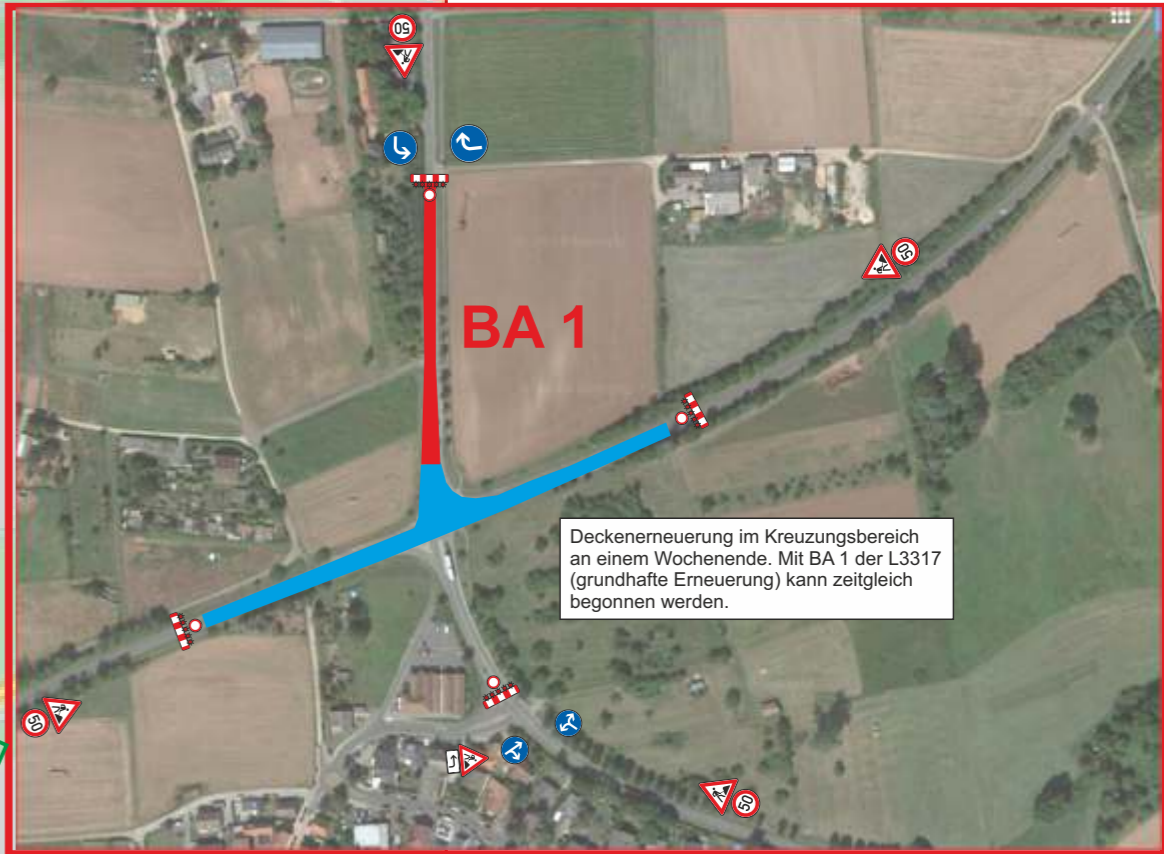 50
BA 1
50
Deckenerneuerung im Kreuzungsbereich
an einem Wochenende. Mit BA 1 der L3317
(grundhafte Erneuerung) kann zeitgleich
begonnen werden.
50
50